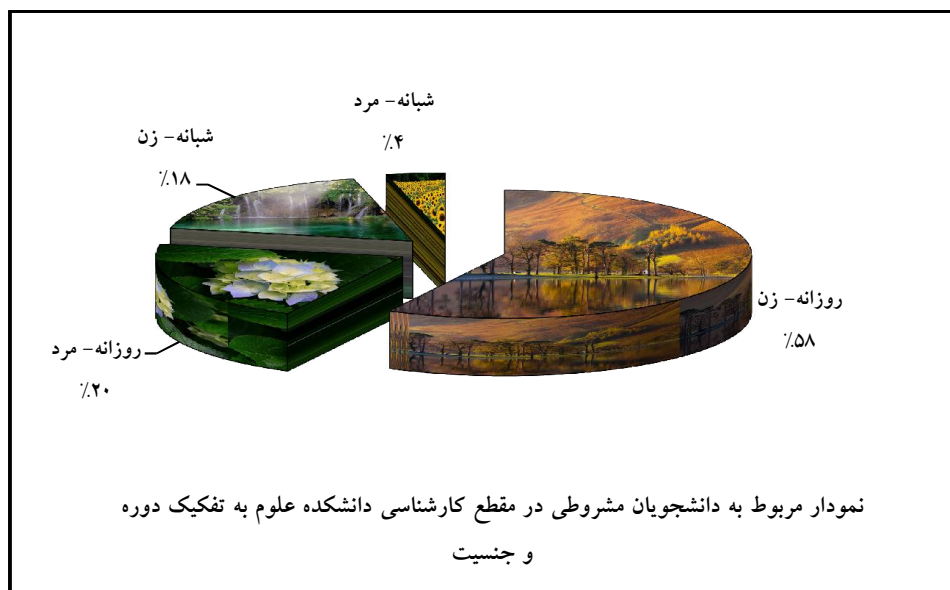 شبانه- مرد
٪۴
شبانه- زن
٪۱۸
روزانه- زن
٪۵۸
روزانه- مرد
٪۲۰
نمودار مربوط به دانشجویان مشروطی در مقطع کارشناسی دانشکده علوم به تفکیک دوره
و جنسیت